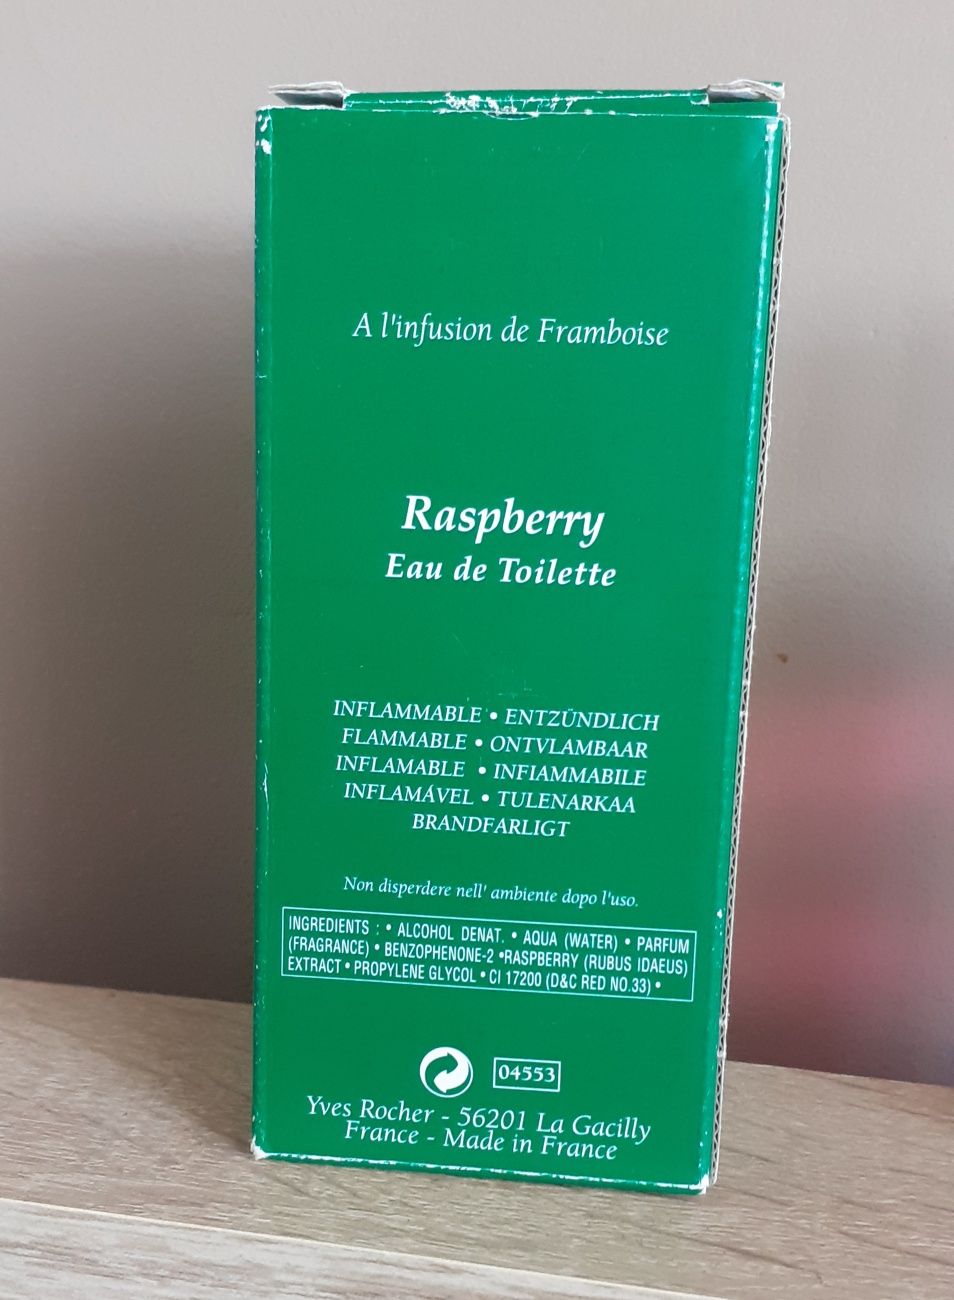 A l'infusion de Framboise
Raspberry
Eau de Toilette
INFLAMMABLE • ENTZÜNDLICH
FLAMMABLE • ONTVLAMBAAR
INFLAMABLE • INFIAMMABILE
INFLAMÁVEL • TULENARKAA
BRANDFARLIGT
Non disperdere nell' ambiente dopo l'uso.
INGREDIENTS : • ALCOHOL DENAT. • AQUA (WATER) • PARFUM
(FRAGRANCE) • BENZOPHENONE-2 •RASPBERRY (RUBUS IDAEUS)
EXTRACT • PROPYLENE GLYCOL • CI 17200 (D&C RED NO.33) •
04553
Yves Rocher - 56201 La Gacilly
France - Made in France